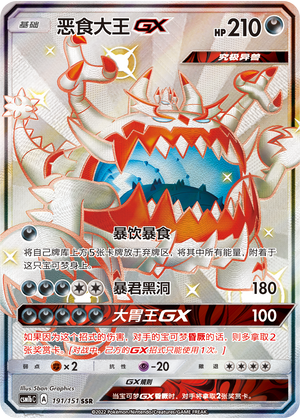 基础 恶食大王GX HP210
究极异兽
暴饮暴食
将自己牌库上方5张卡牌放于弃牌区,将其中所有能量,附着于
这只宝可梦身上。
暴君黑洞 180
大胃王GX 100
如果因为这个招式的伤害,对手的宝可梦昏厥的话,则多拿取2
张奖赏卡。[对战中,己方的GX招式只能使用1次。]
Illus. 5ban Graphics
csm1bC A 191/151 SSR
×2
-20
GX规则
当宝可梦GX昏厥时,对手将拿取2张奖赏卡。
©2022 Pokémon/Nintendo/Creatures/GAME FREAK